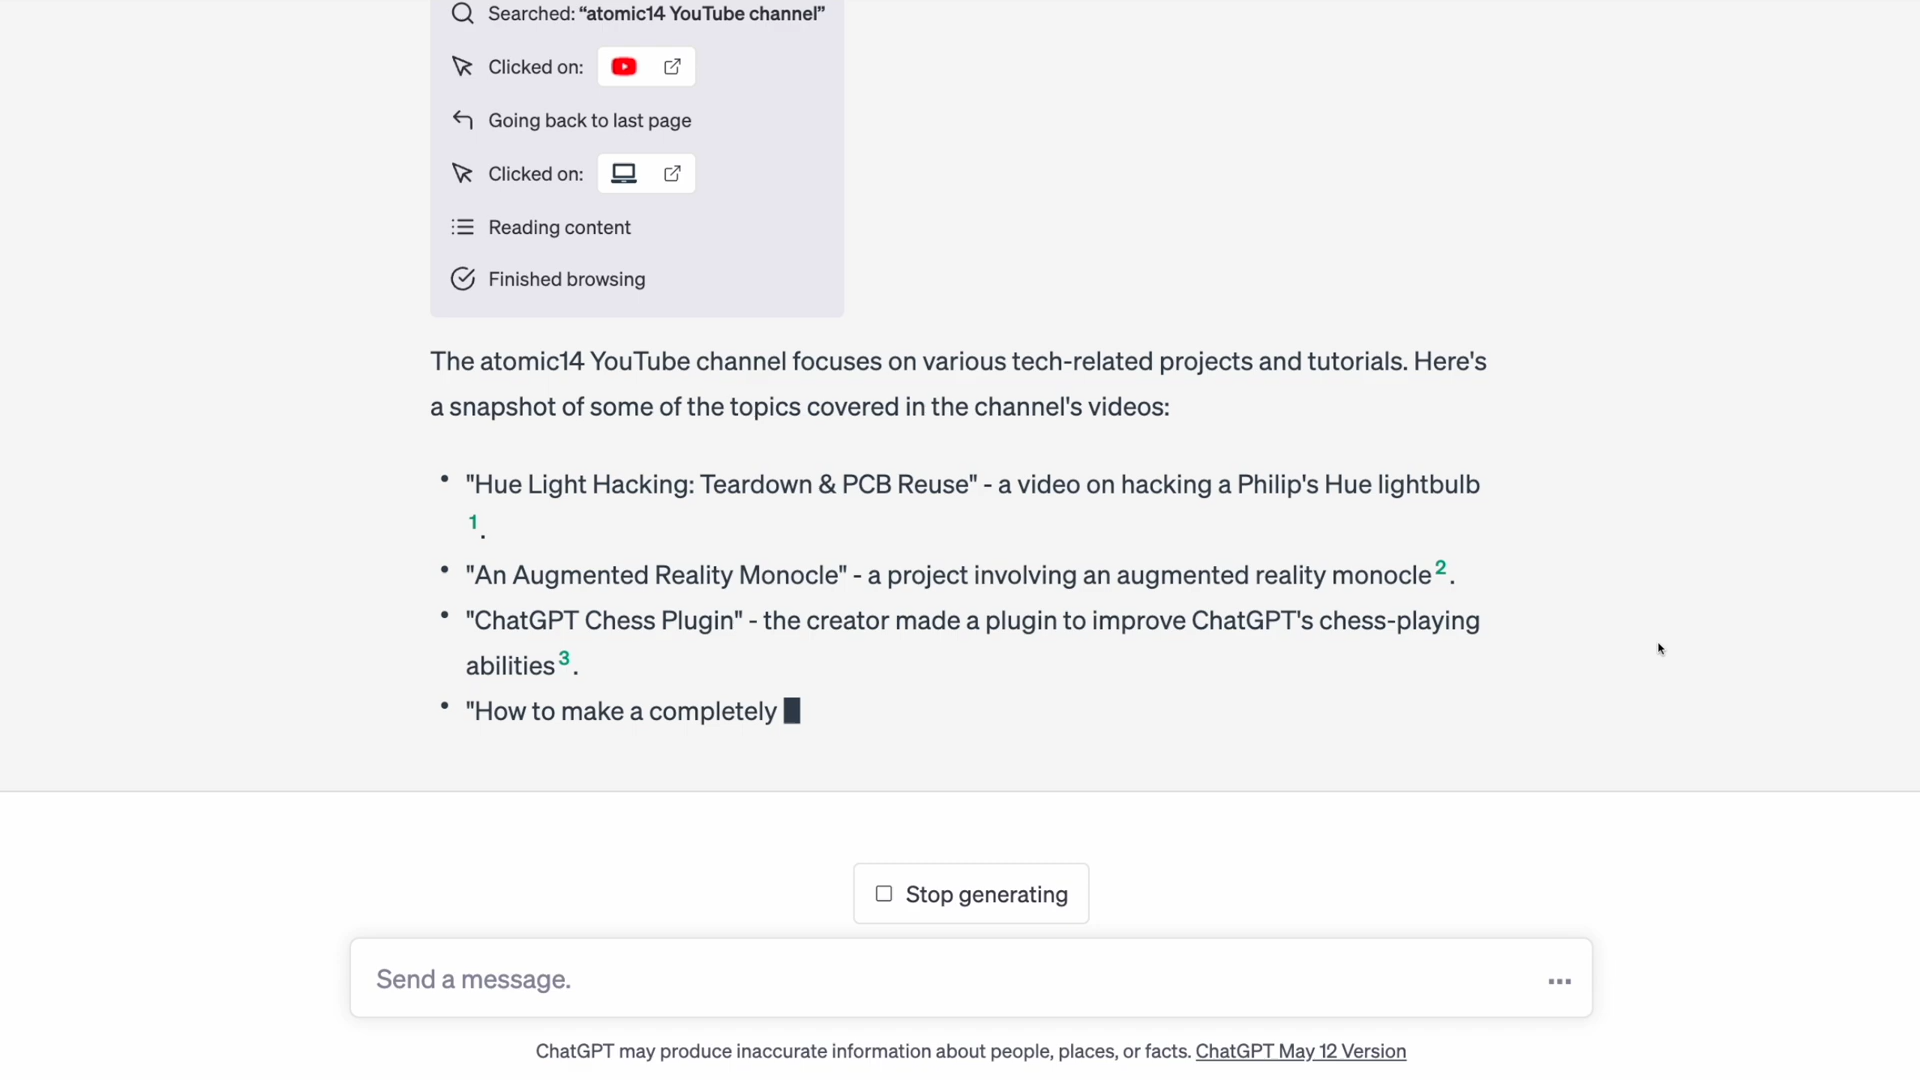 Searched: “atomic14 YouTube channel”
Clicked on:
Going back to last page
Clicked on:
Reading content
Finished browsing
The atomic14 YouTube channel focuses on various tech-related projects and tutorials. Here's
a snapshot of some of the topics covered in the channel's videos:
• "Hue Light Hacking: Teardown & PCB Reuse" - a video on hacking a Philip's Hue lightbulb
1.
• "An Augmented Reality Monocle" - a project involving an augmented reality monocle2.
• "ChatGPT Chess Plugin" - the creator made a plugin to improve ChatGPT's chess-playing
abilities3.
• "How to make a completely
Stop generating
Send a message.
ChatGPT may produce inaccurate information about people, places, or facts. ChatGPT May 12 Version